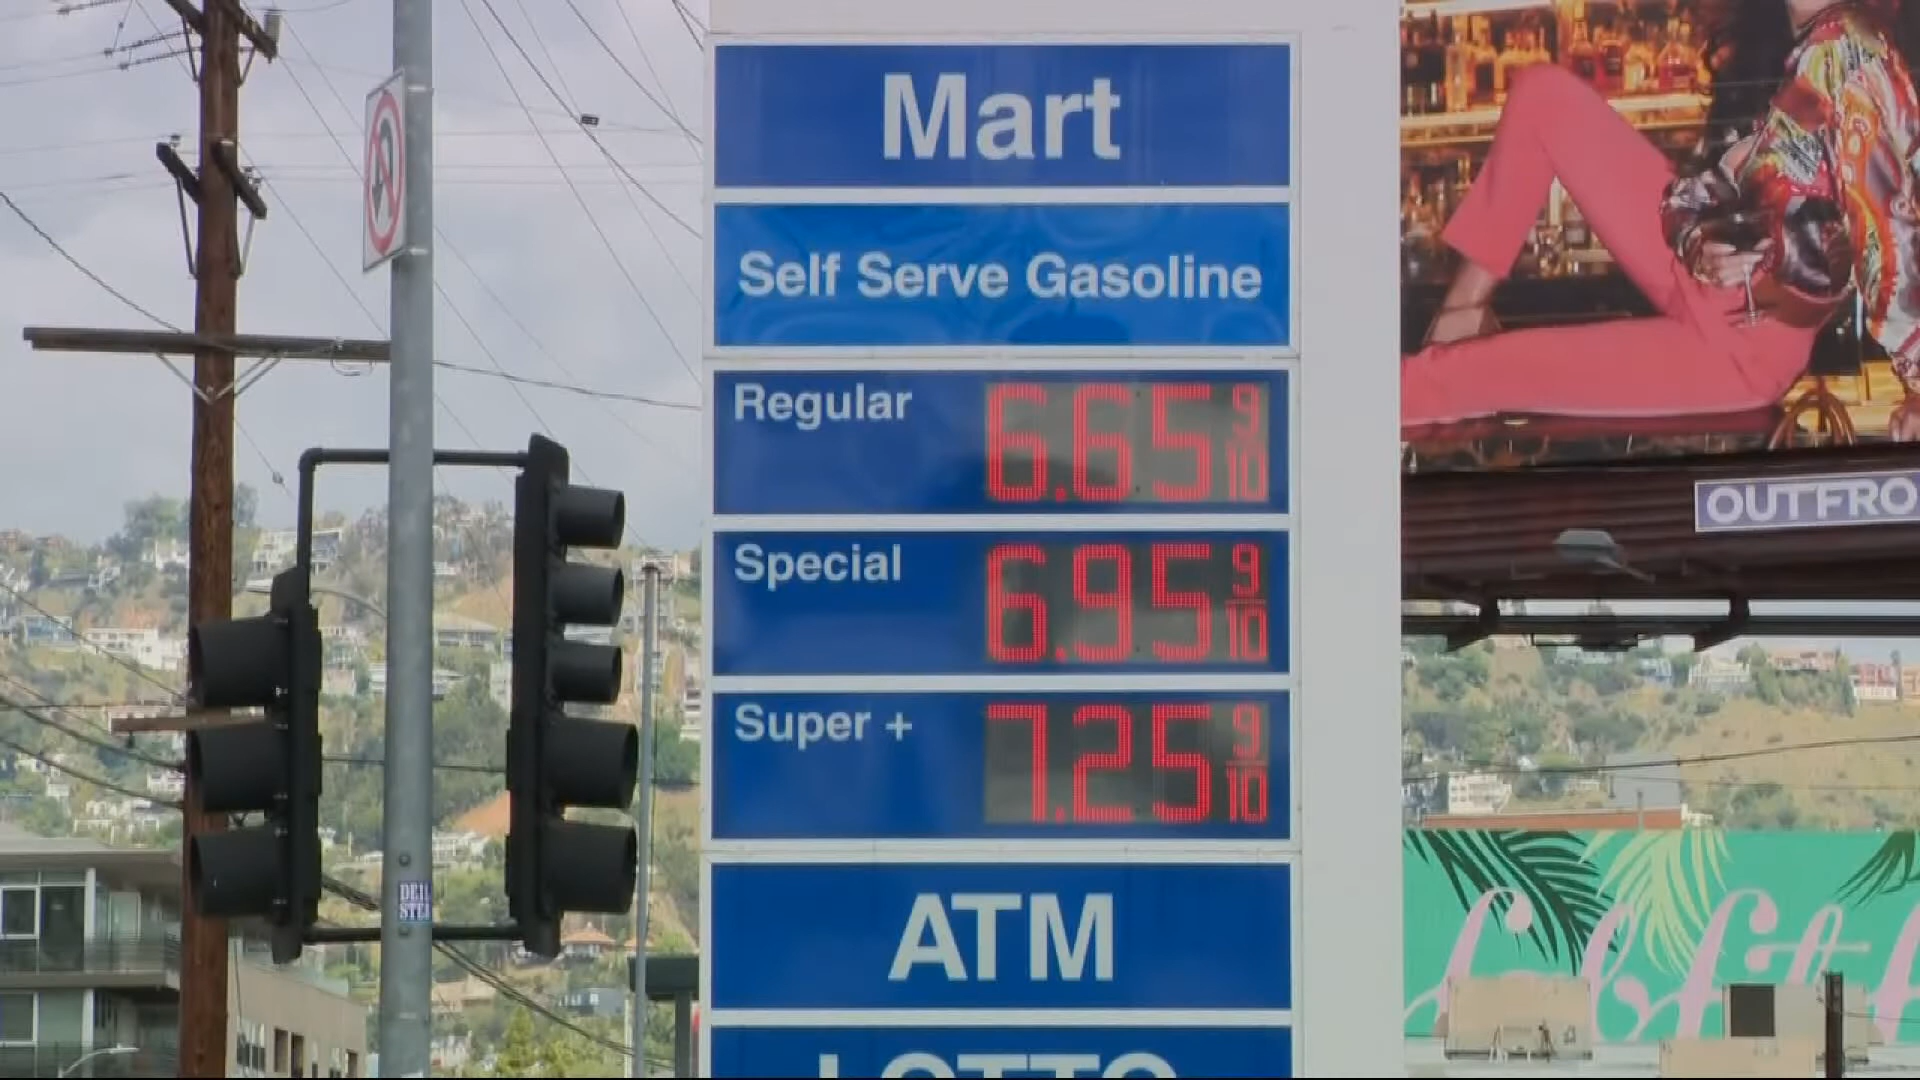 Mart
Self Serve Gasoline
Regular 6.65 9/10
Special 6.95 9/10
Super + 7.25 9/10
ATM
LOTTO
OUTFRO